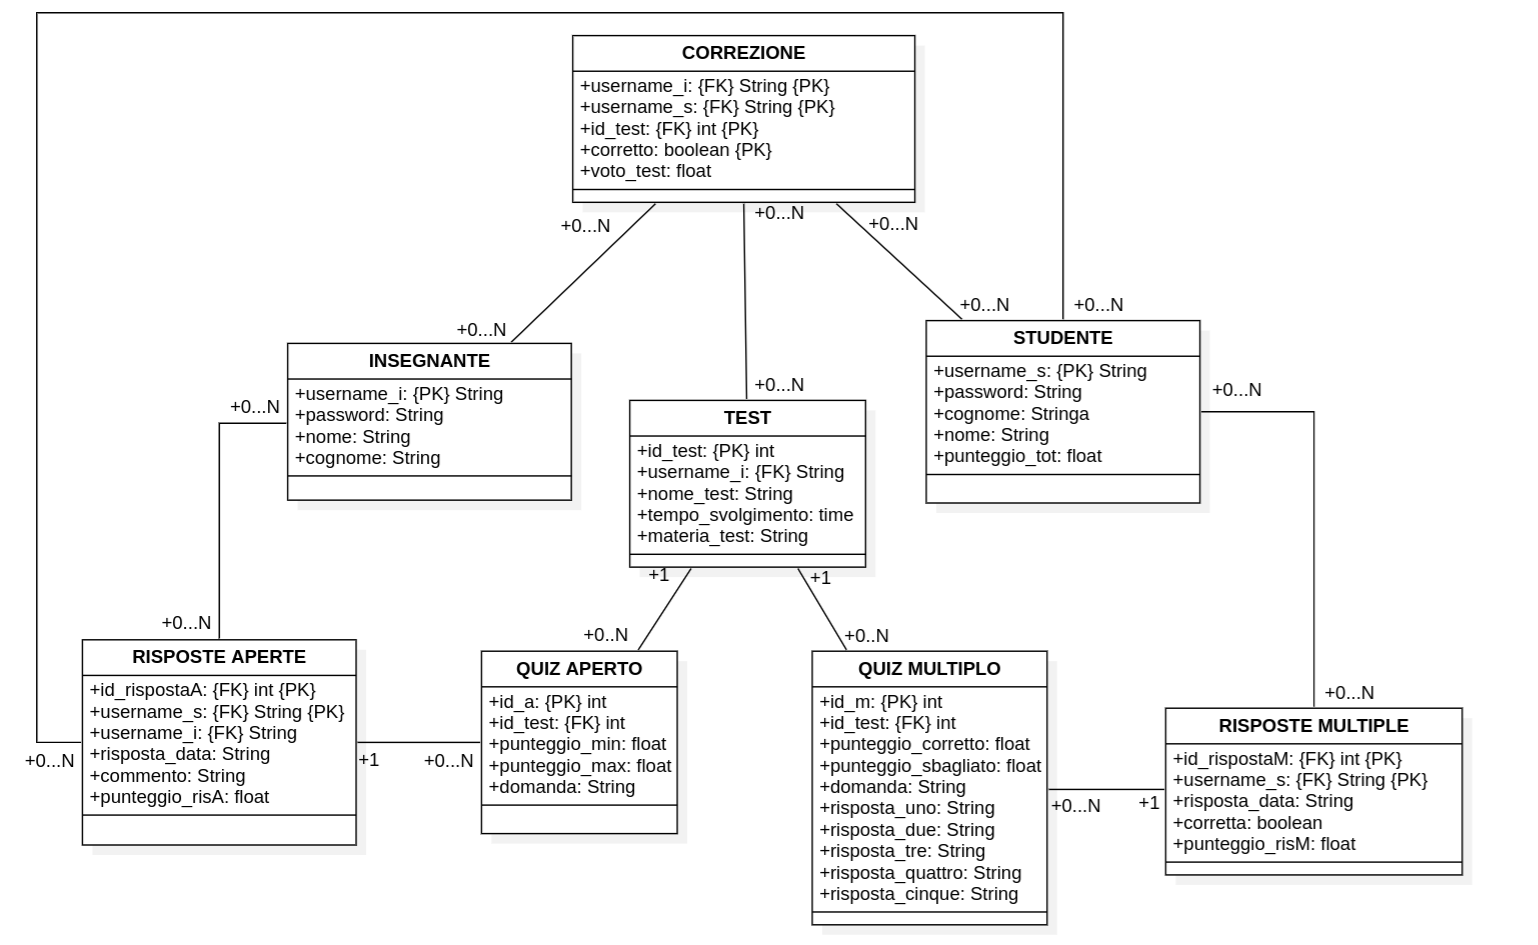 CORREZIONE
+username_i: {FK} String {PK}
+username_s: {FK} String {PK}
+id_test: {FK} int {PK}
+corretto: boolean {PK}
+voto_test: float
+0...N
+0...N
+0...N
+0...N
+0...N
+0...N
+0...N
INSEGNANTE
+username_i: {PK} String
+password: String
+nome: String
+cognome: String
+0...N
STUDENTE
+username_s: {PK} String
+password: String
+cognome: Stringa
+nome: String
+punteggio_tot: float
+0...N
TEST
+id_test: {PK} int
+username_i: {FK} String
+nome_test: String
+tempo_svolgimento: time
+materia_test: String
+1
+1
+0...N
+0..N
+0..N
RISPOSTE APERTE
+id_rispostaA: {FK} int {PK}
+username_s: {FK} String {PK}
+username_i: {FK} String
+risposta_data: String
+commento: String
+punteggio_risA: float
+0...N
+1
+0...N
QUIZ APERTO
+id_a: {PK} int
+id_test: {FK} int
+punteggio_min: float
+punteggio_max: float
+domanda: String
QUIZ MULTIPLO
+id_m: {PK} int
+id_test: {FK} int
+punteggio_corretto: float
+punteggio_sbagliato: float
+domanda: String
+risposta_uno: String
+risposta_due: String
+risposta_tre: String
+risposta_quattro: String
+risposta_cinque: String
+0...N
+1
+0...N
RISPOSTE MULTIPLE
+id_rispostaM: {FK} int {PK}
+username_s: {FK} String {PK}
+risposta_data: String
+corretta: boolean
+punteggio_risM: float